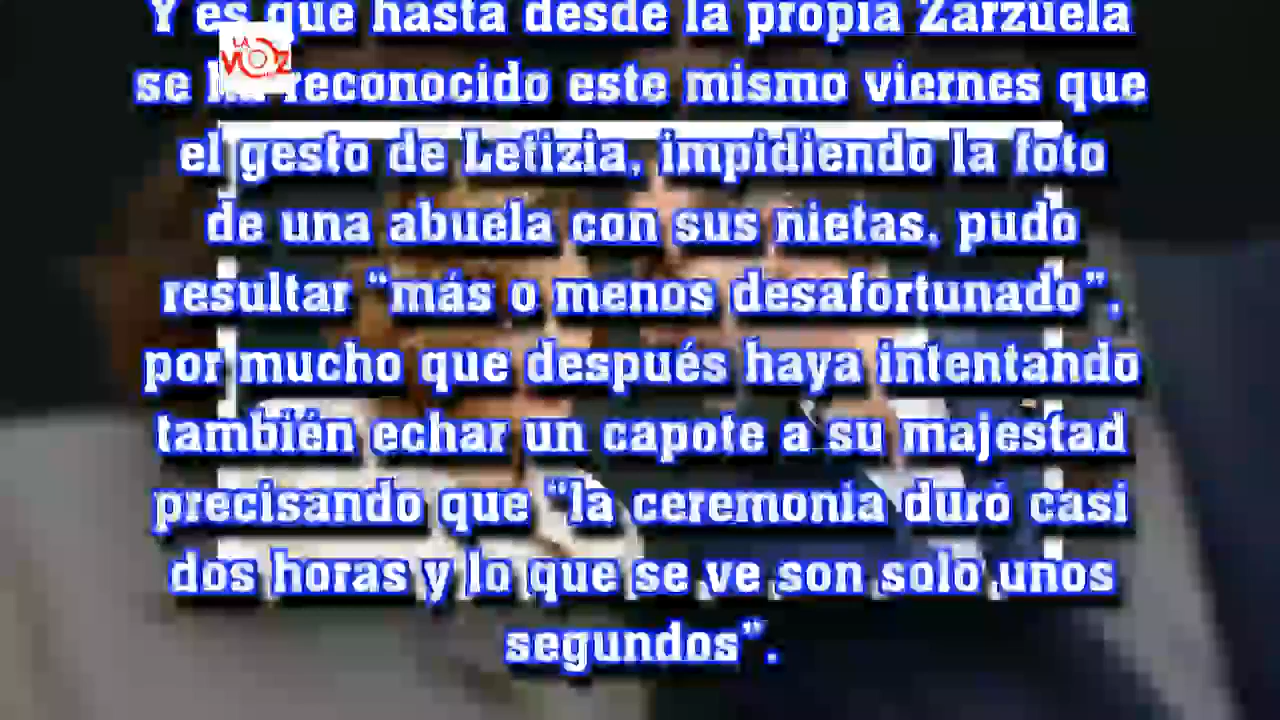 Y es que hasta desde la propia Zarzuela
LA
VOZ
se ha reconocido este mismo viernes que
el gesto de Letizia, impidiendo la foto
de una abuela con sus nietas, pudo
resultar “más o menos desafortunado”,
por mucho que después haya intentando
también echar un capote a su majestad
precisando que “la ceremonia duró casi
dos horas y lo que se ve son solo unos
segundos”.